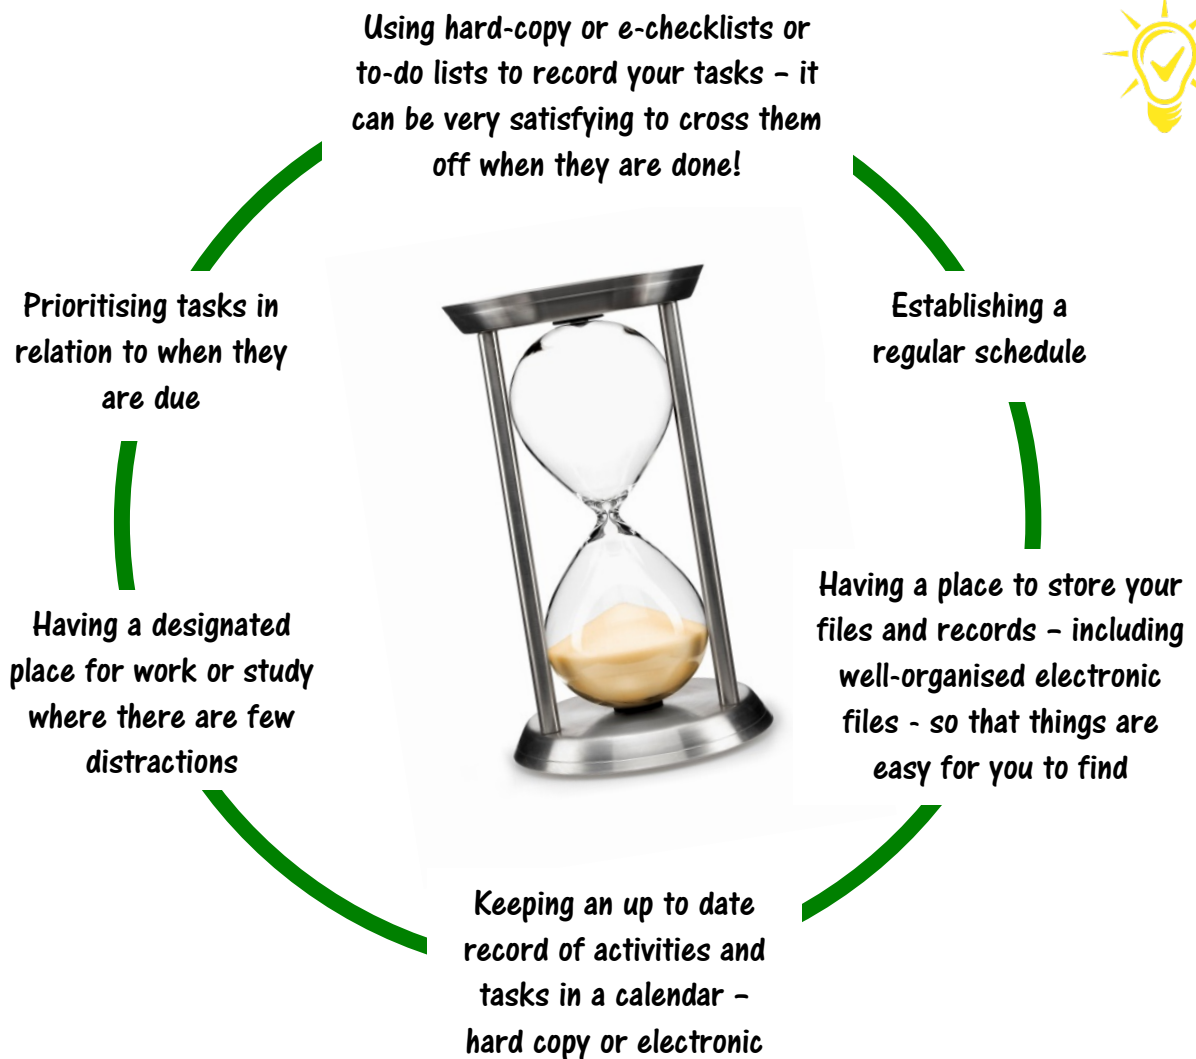 Using hard-copy or e-checklists or
to-do lists to record your tasks – it
can be very satisfying to cross them
off when they are done!
Establishing a
regular schedule
Having a place to store your
files and records – including
well-organised electronic
files - so that things are
easy for you to find
Keeping an up to date
record of activities and
tasks in a calendar –
hard copy or electronic
Having a designated
place for work or study
where there are few
distractions
Prioritising tasks in
relation to when they
are due